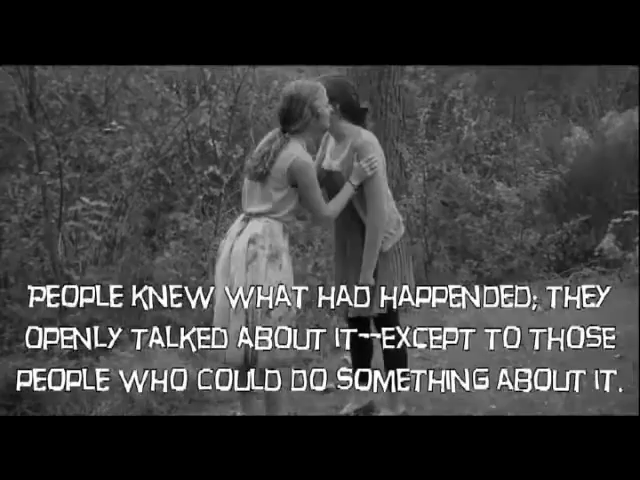 PEOPLE KNEW WHAT HAD HAPPENDED; THEY
OPENLY TALKED ABOUT IT--EXCEPT TO THOSE
PEOPLE WHO COULD DO SOMETHING ABOUT IT.